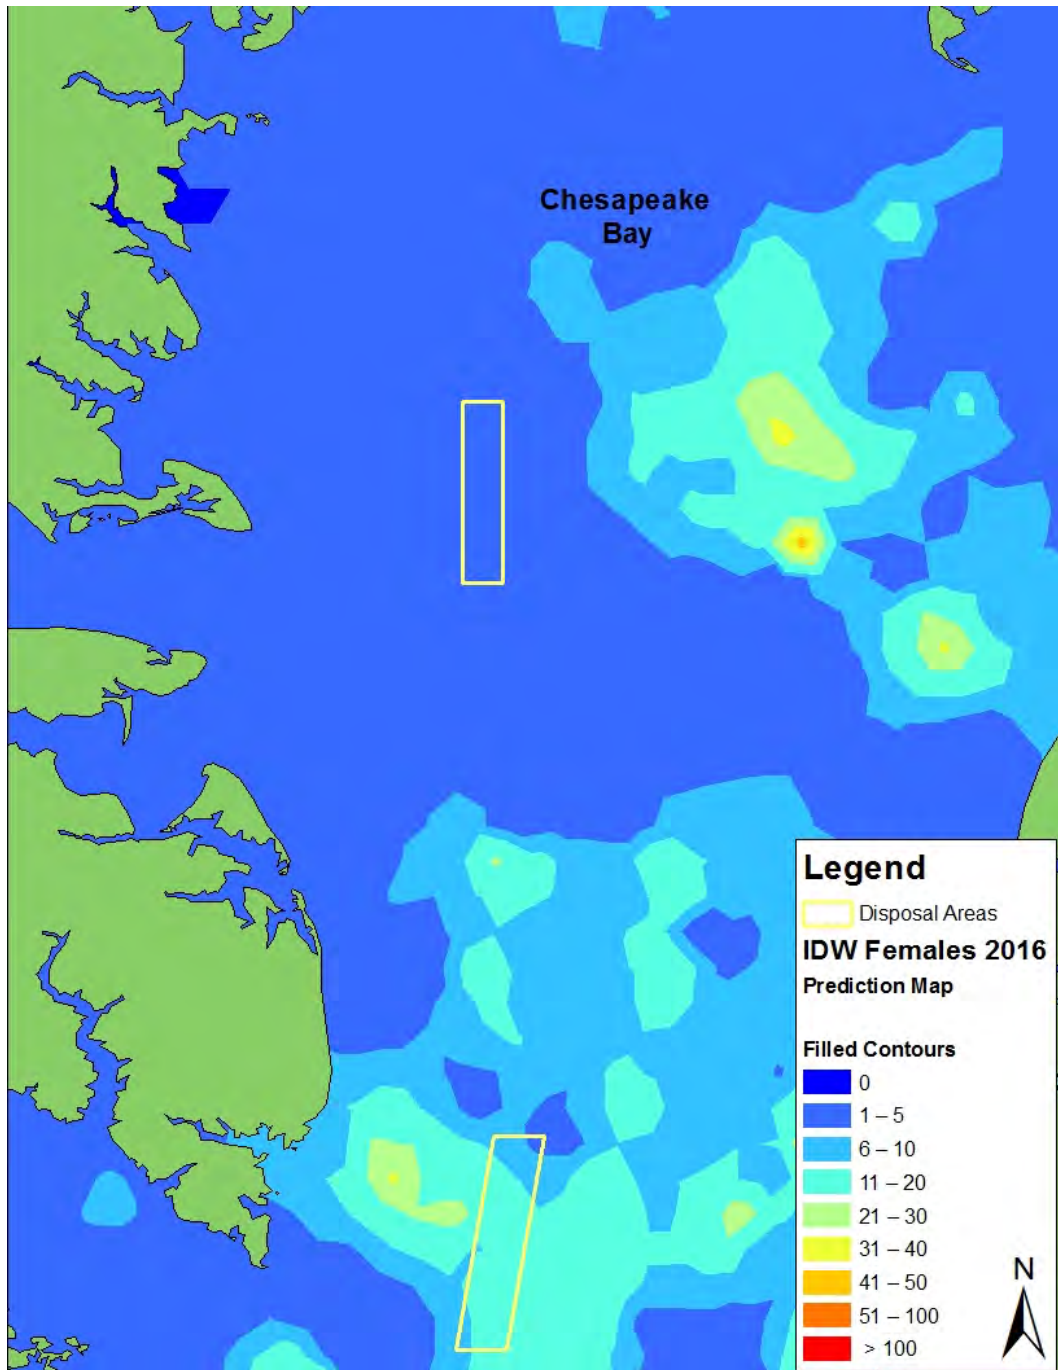 Chesapeake
Bay
Legend
Disposal Areas
IDW Females 2016
Prediction Map
Filled Contours
0
1 – 5
6 – 10
11 – 20
21 – 30
31 – 40
41 – 50
51 – 100
> 100
N